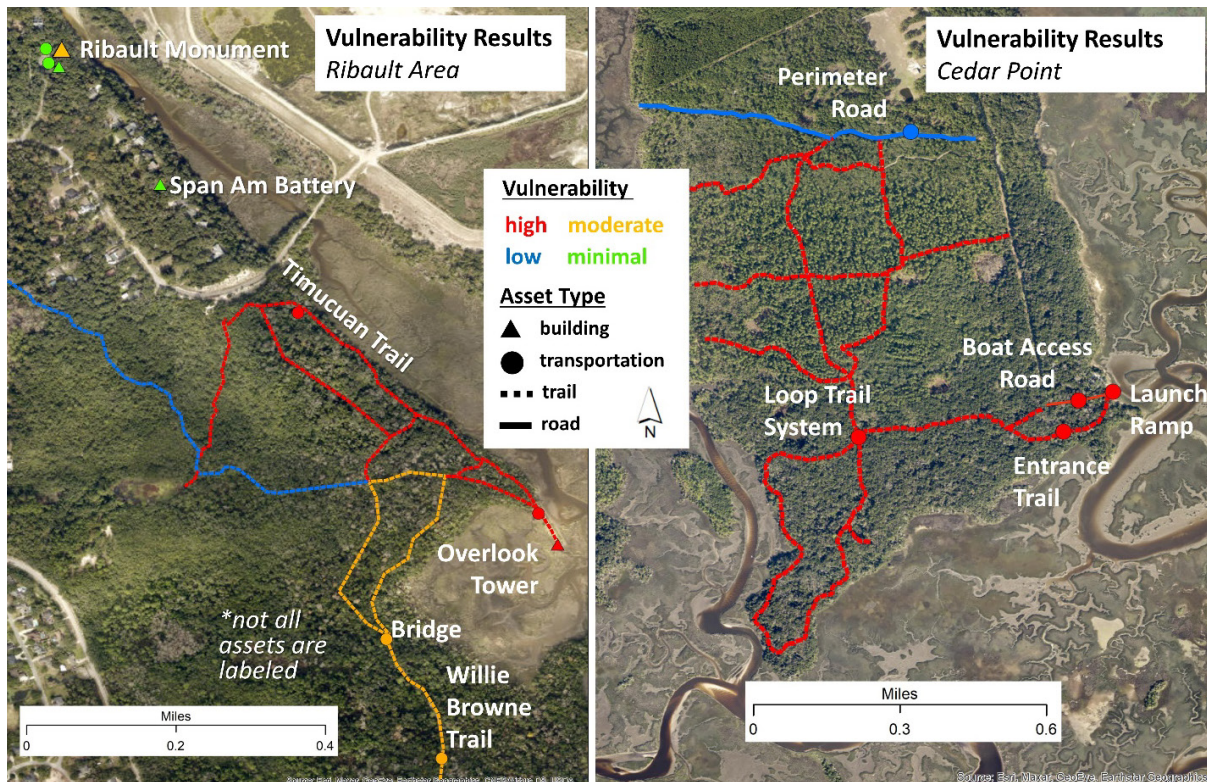 Vulnerability Results
Ribault Area
Ribault Monument
Span Am Battery
Timucuan Trail
Overlook
Tower
Bridge
*not all
assets are
labeled
Willie
Browne
Trail
Miles
0 0.2 0.4
Vulnerability
high moderate
low minimal
Asset Type
building
transportation
trail
road
N
Vulnerability Results
Cedar Point
Perimeter
Road
Boat Access
Road
Loop Trail
System
Launch
Ramp
Entrance
Trail
Miles
0 0.3 0.6
Source: Esri, Maxar, GeoEye, Earthstar Geographics